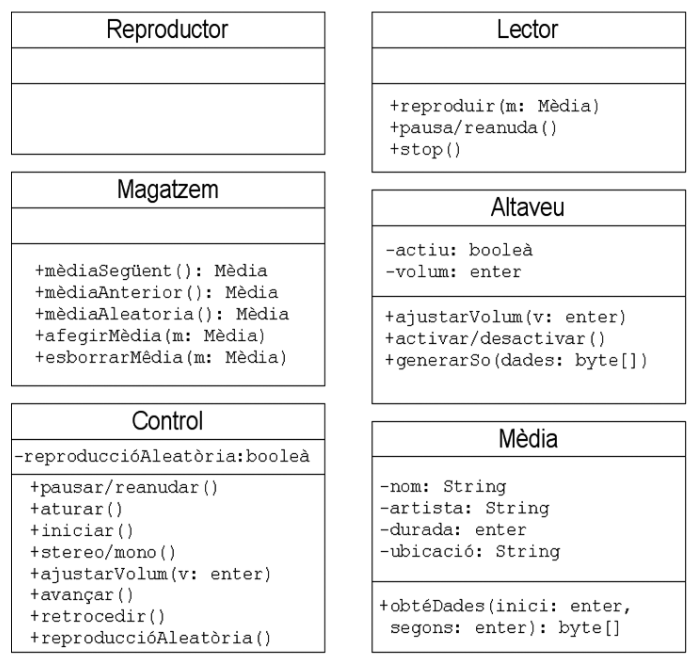 Reproductor
Magatzem
+mèdiaSegüent(): Mèdia
+mèdiaAnterior(): Mèdia
+mèdiaAleatoria(): Mèdia
+afegirMèdia(m: Mèdia)
+esborrarMêdia(m: Mèdia)
Control
-reproduccióAleatòria:booleà
+pausar/reanudar()
+aturar()
+iniciar()
+stereo/mono()
+ajustarVolum(v: enter)
+avançar()
+retrocedir()
+reproduccióAleatòria()
Lector
+reproduir(m: Mèdia)
+pausa/reanuda()
+stop()
Altaveu
-actiu: booleà
-volum: enter
+ajustarVolum(v: enter)
+activar/desactivar()
+generarSo(dades: byte[])
Mèdia
-nom: String
-artista: String
-durada: enter
-ubicació: String
+obtéDades(inici: enter,
segons: enter): byte[]